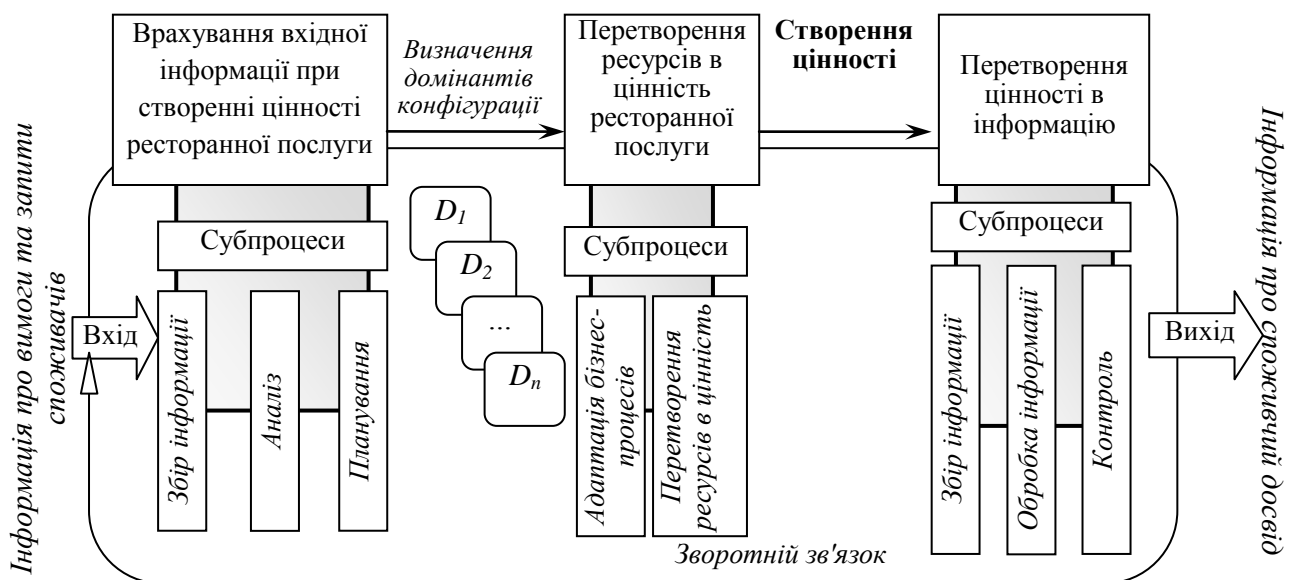 Врахування вхідної
інформації при
створенні цінності
ресторанної послуги
Визначення
домінантів
конфігурації
Перетворення
ресурсів в
цінність
ресторанної
послуги
Створення
цінності
Перетворення
цінності в
інформацію
Інформація про вимоги та запити
споживачів
Вхід
Субпроцеси
Збір інформації
Аналіз
Планування
D1
D2
...
Dn
Субпроцеси
Адаптація бізнес-
процесів
Перетворення
ресурсів в цінність
Субпроцеси
Збір інформації
Обробка інформації
Контроль
Вихід
Інформація про споживчий досвід
Зворотній зв'язок